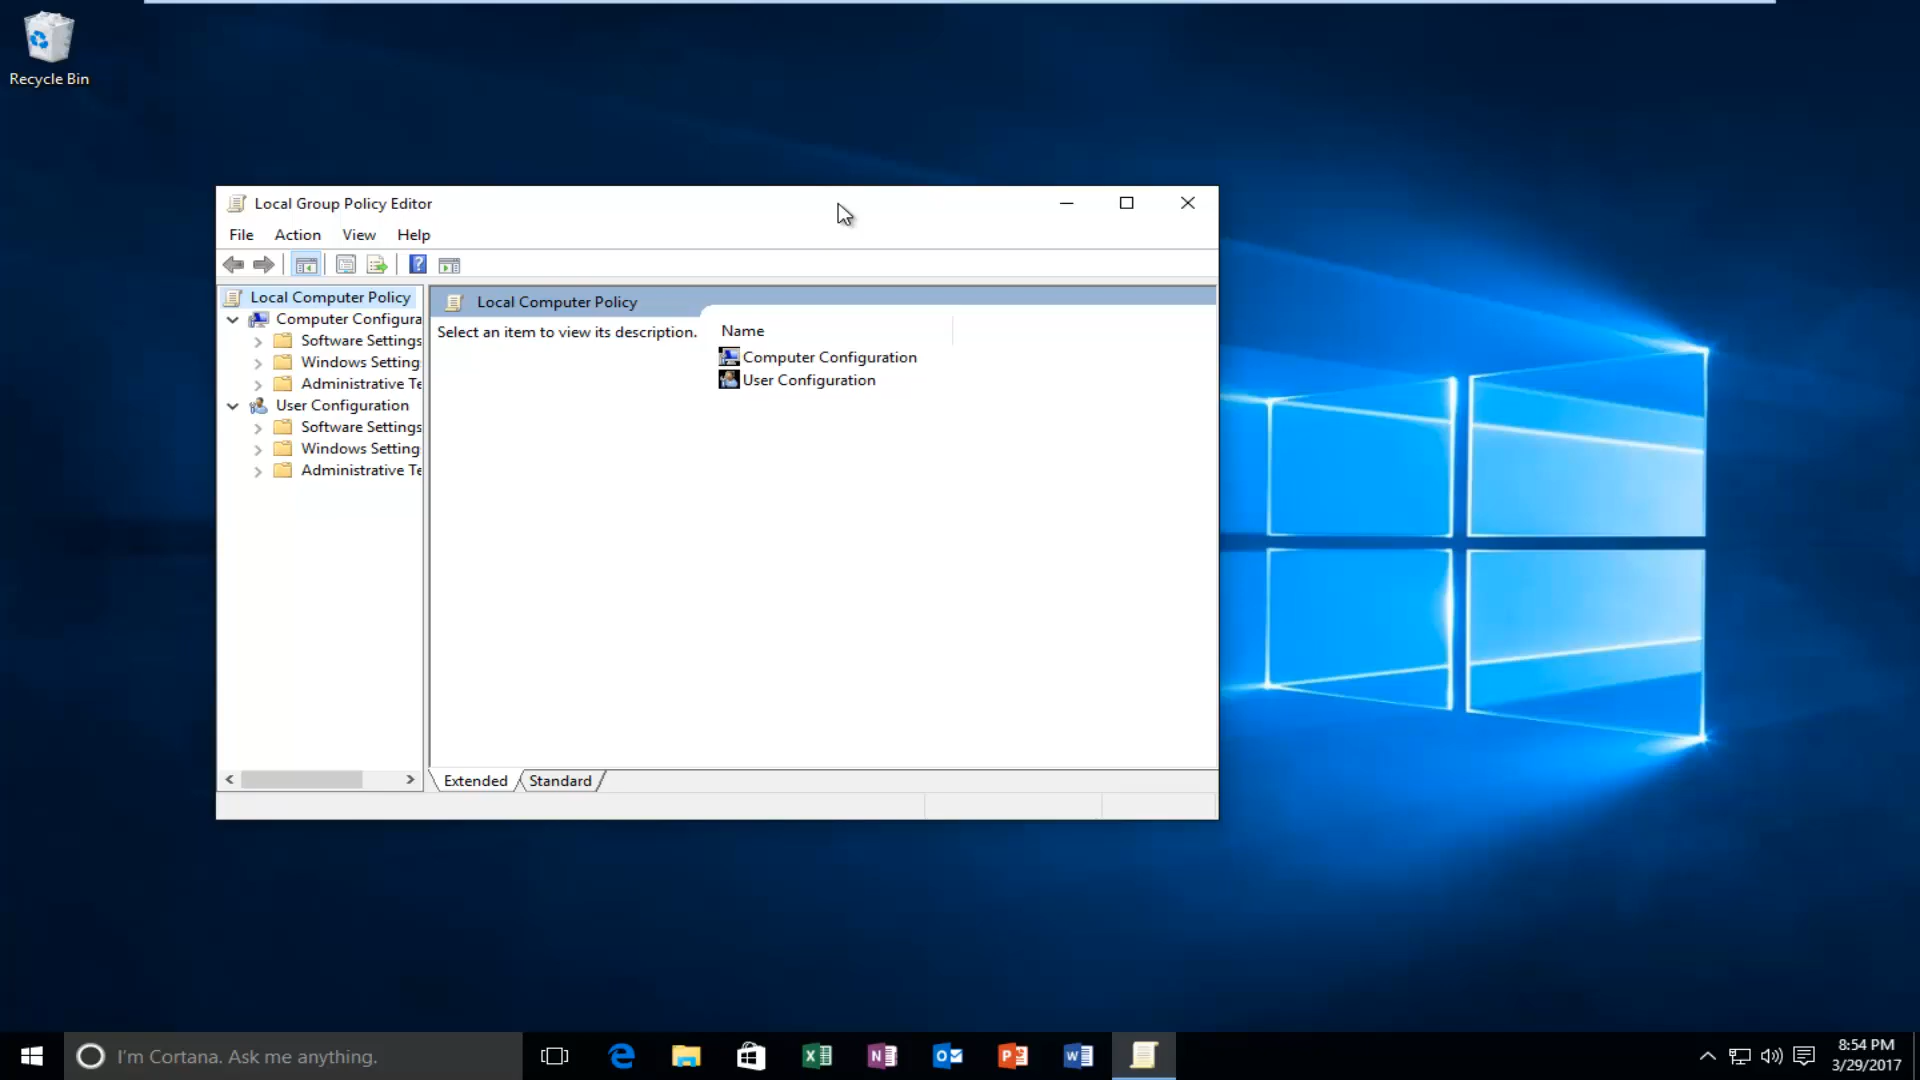 Recycle Bin
Local Group Policy Editor
File Action View Help
Local Computer Policy
Computer Configura
Software Settings
Windows Setting
Administrative Te
User Configuration
Software Settings
Windows Setting
Administrative Te
Local Computer Policy
Select an item to view its description.
Name
Computer Configuration
User Configuration
Extended Standard
I'm Cortana. Ask me anything.
8:54 PM
3/29/2017